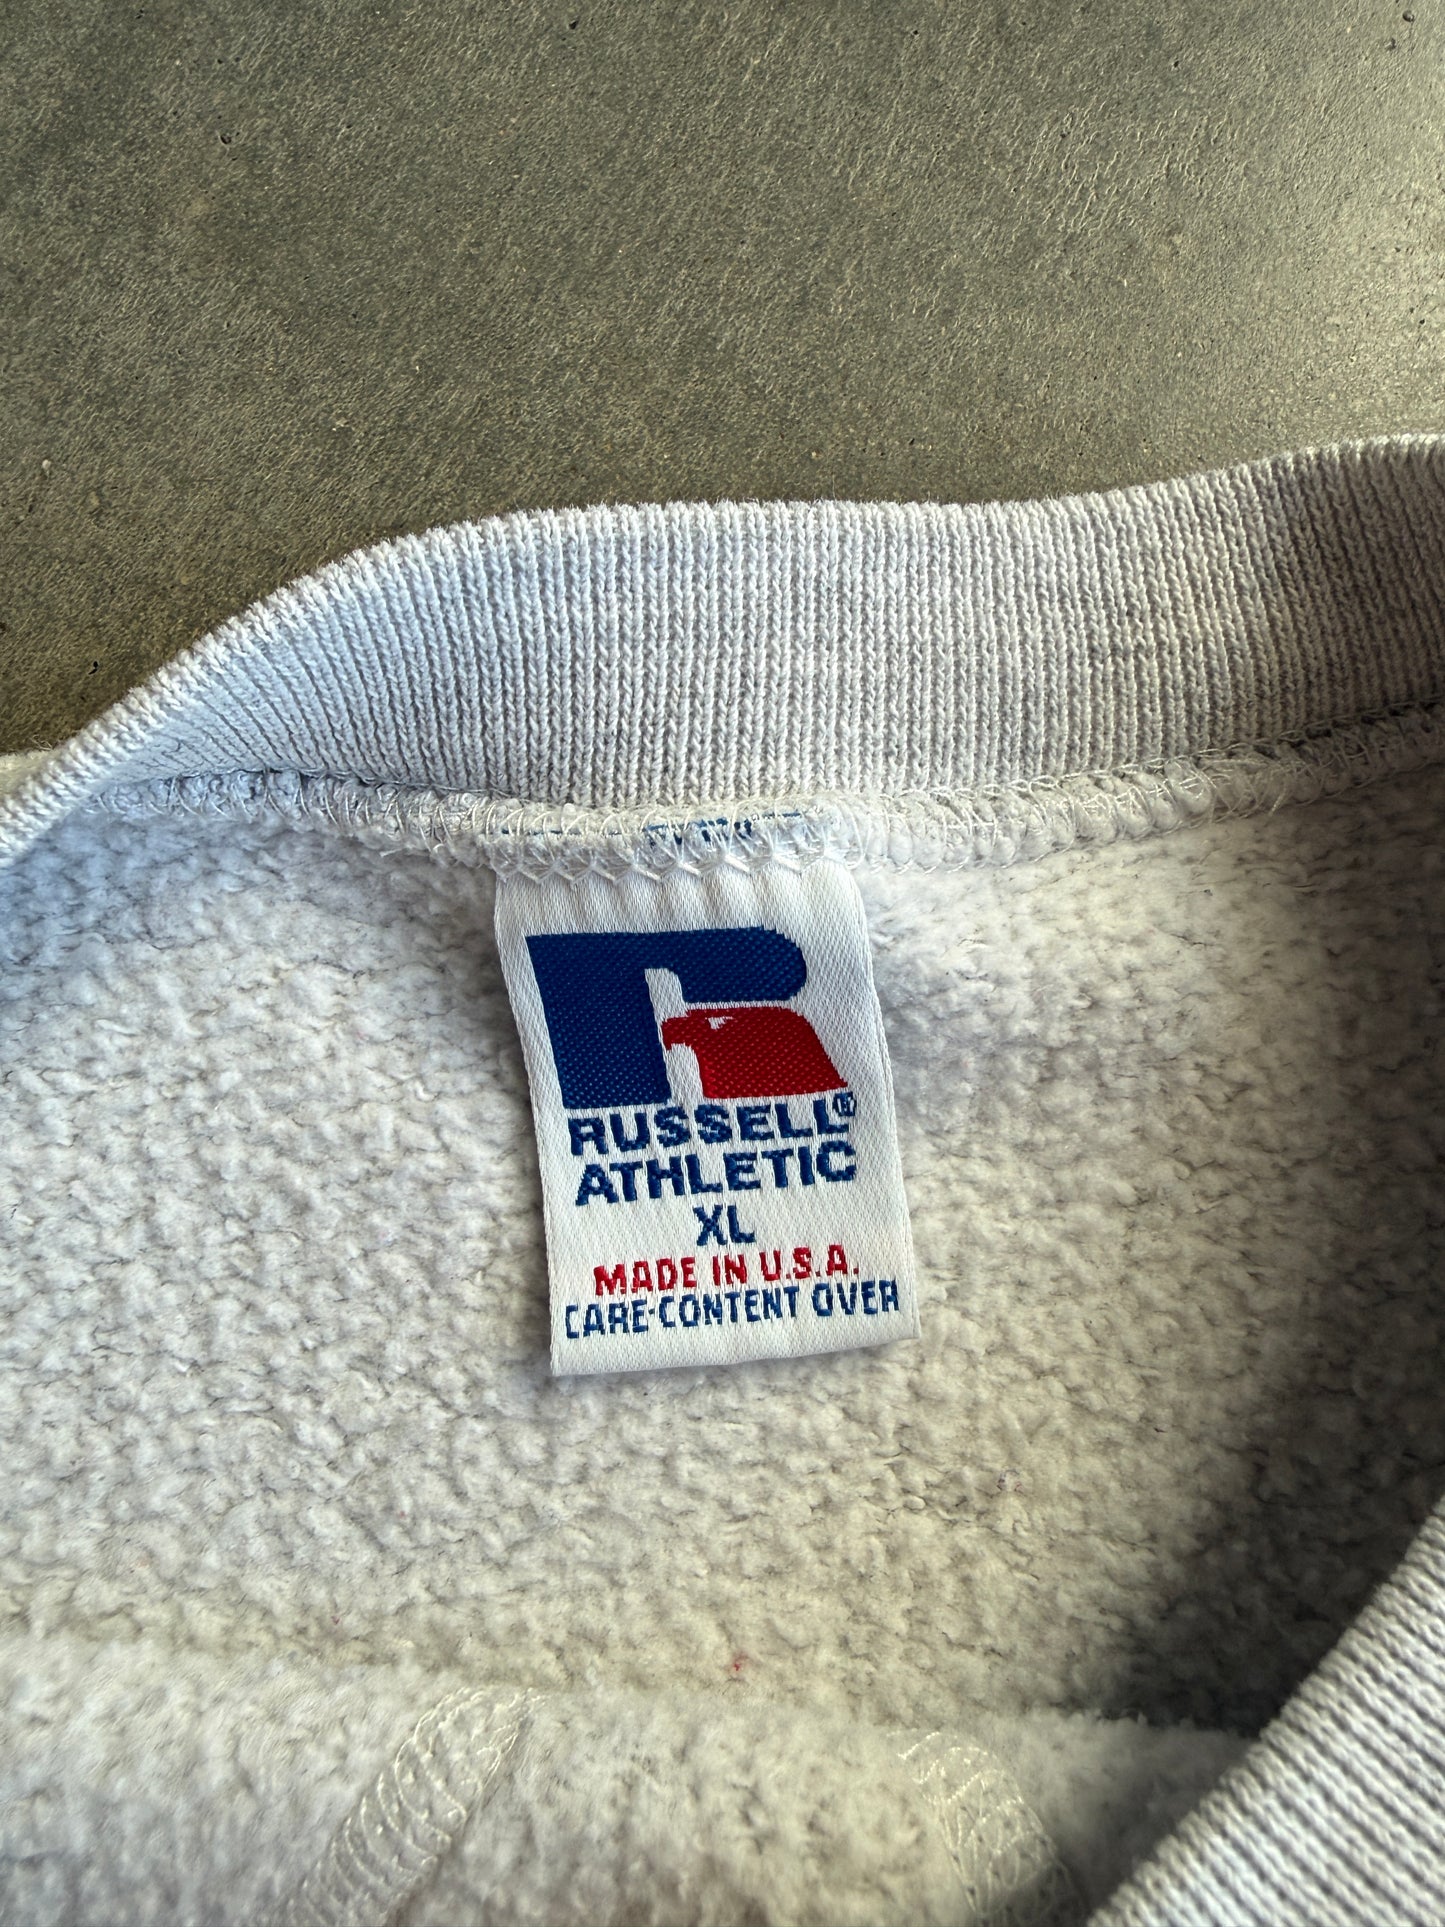 RUSSELL®
ATHLETIC
XL
MADE IN U.S.A.
CARE-CONTENT OVER